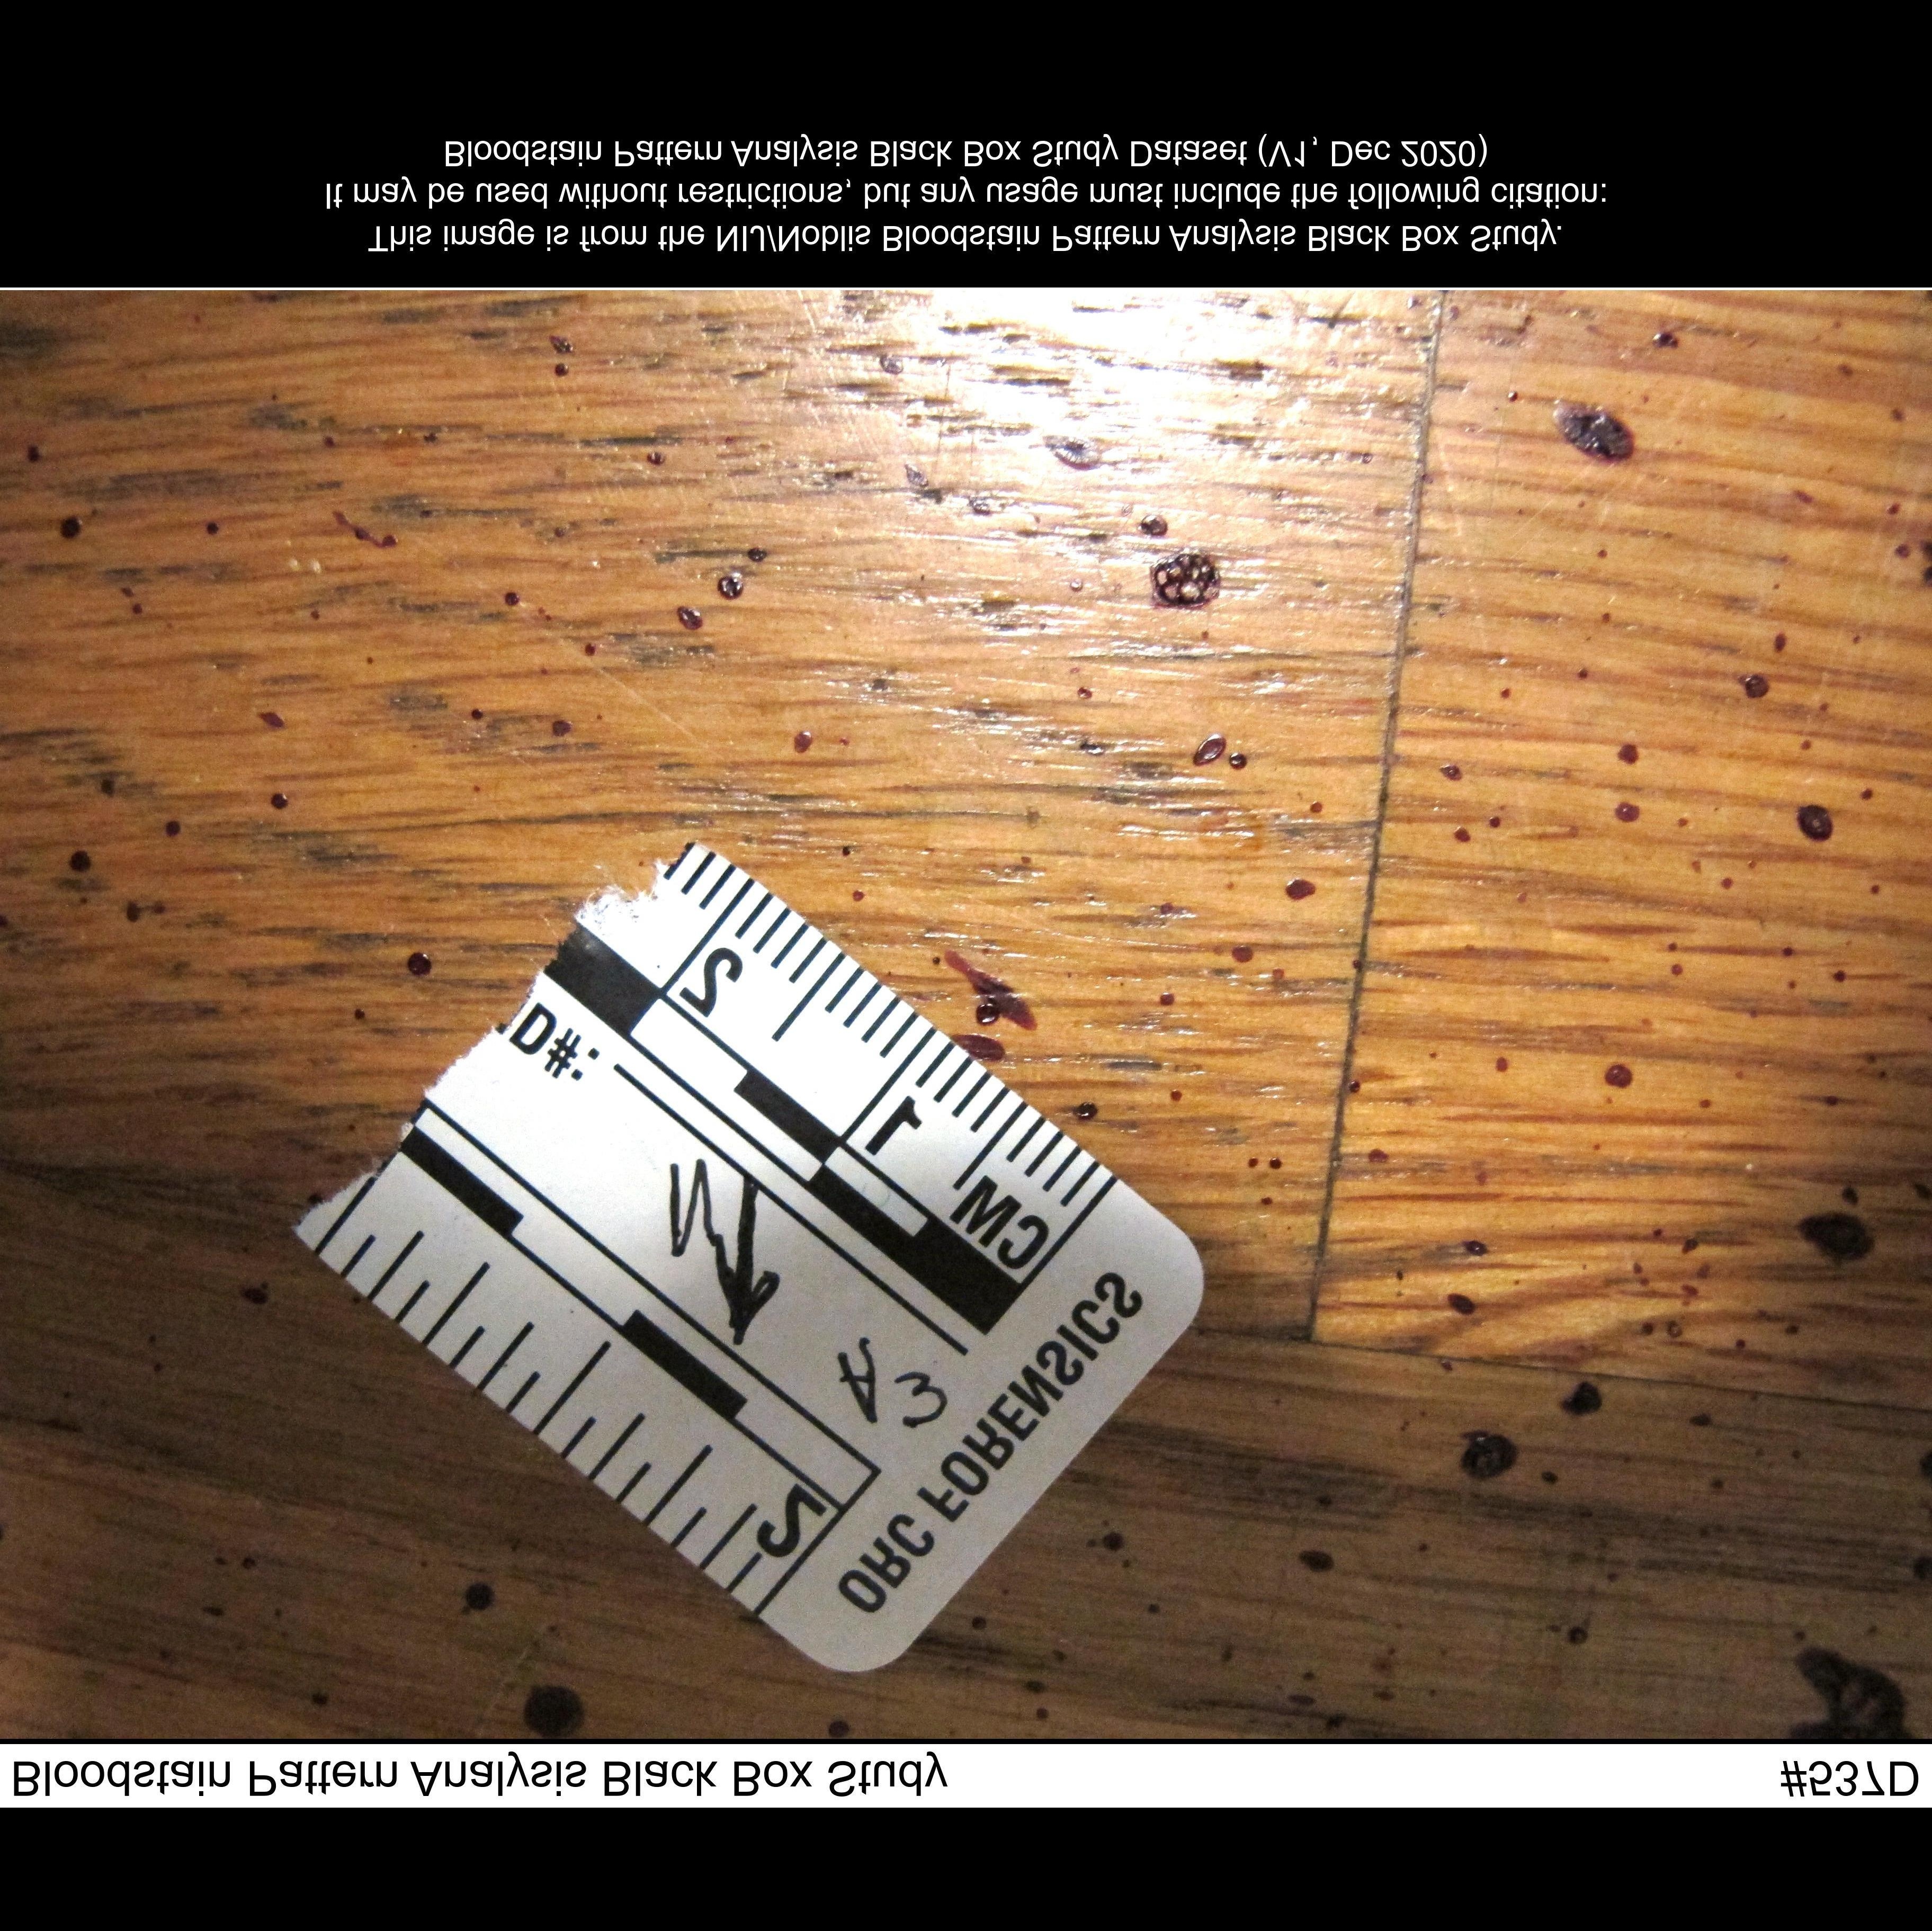 Bloodstain Pattern Analysis Black Box Study #537D
ORC FORENSICS
IN
A3
N
D#:
CM 1 2
This image is from the NIJ/Noblis Bloodstain Pattern Analysis Black Box Study.
It may be used without restrictions, but any usage must include the following citation:
Bloodstain Pattern Analysis Black Box Study Dataset (V1, Dec 2020)